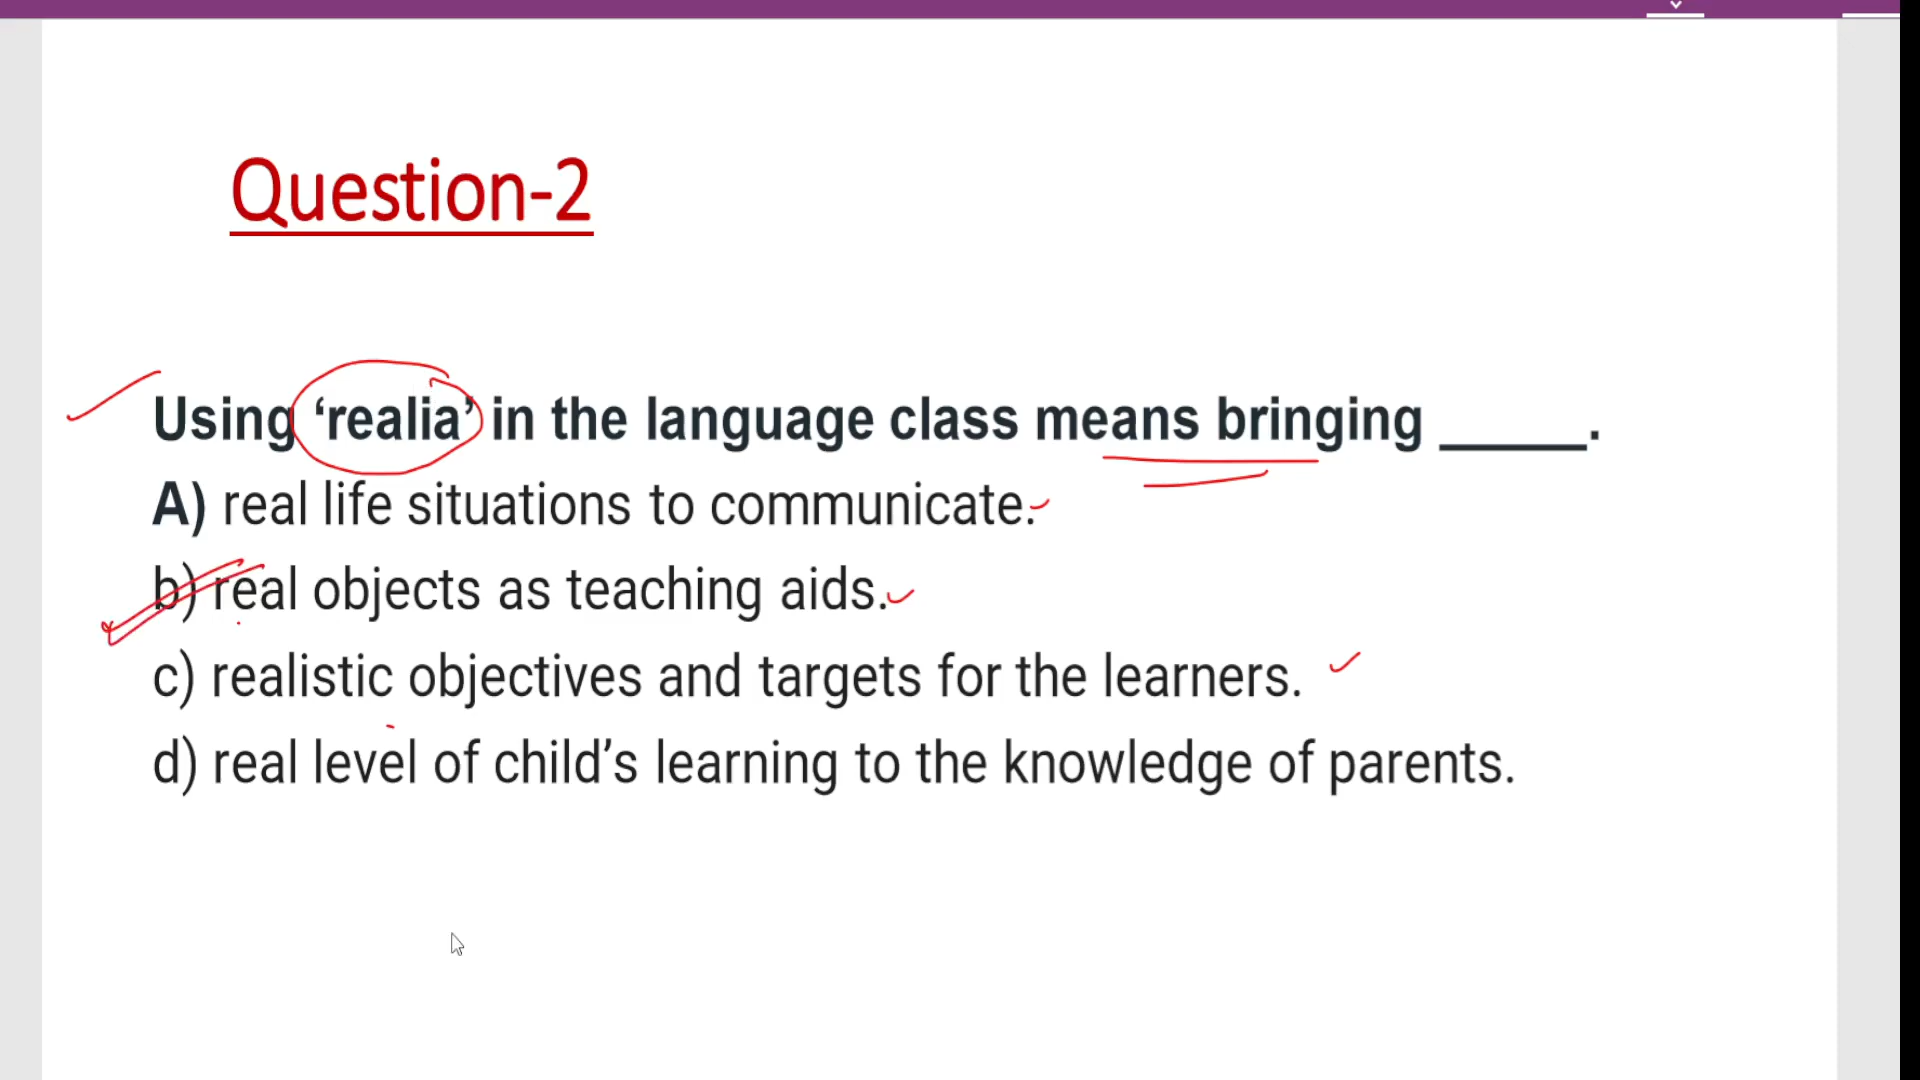 Question-2
Using ‘realia’ in the language class means bringing _____.
A) real life situations to communicate.
b) real objects as teaching aids.
c) realistic objectives and targets for the learners.
d) real level of child’s learning to the knowledge of parents.